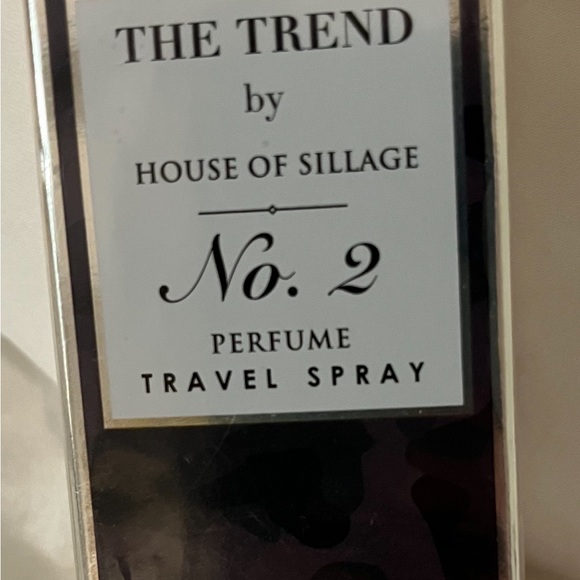 THE TREND
by
HOUSE OF SILLAGE
No. 2
PERFUME
TRAVEL SPRAY